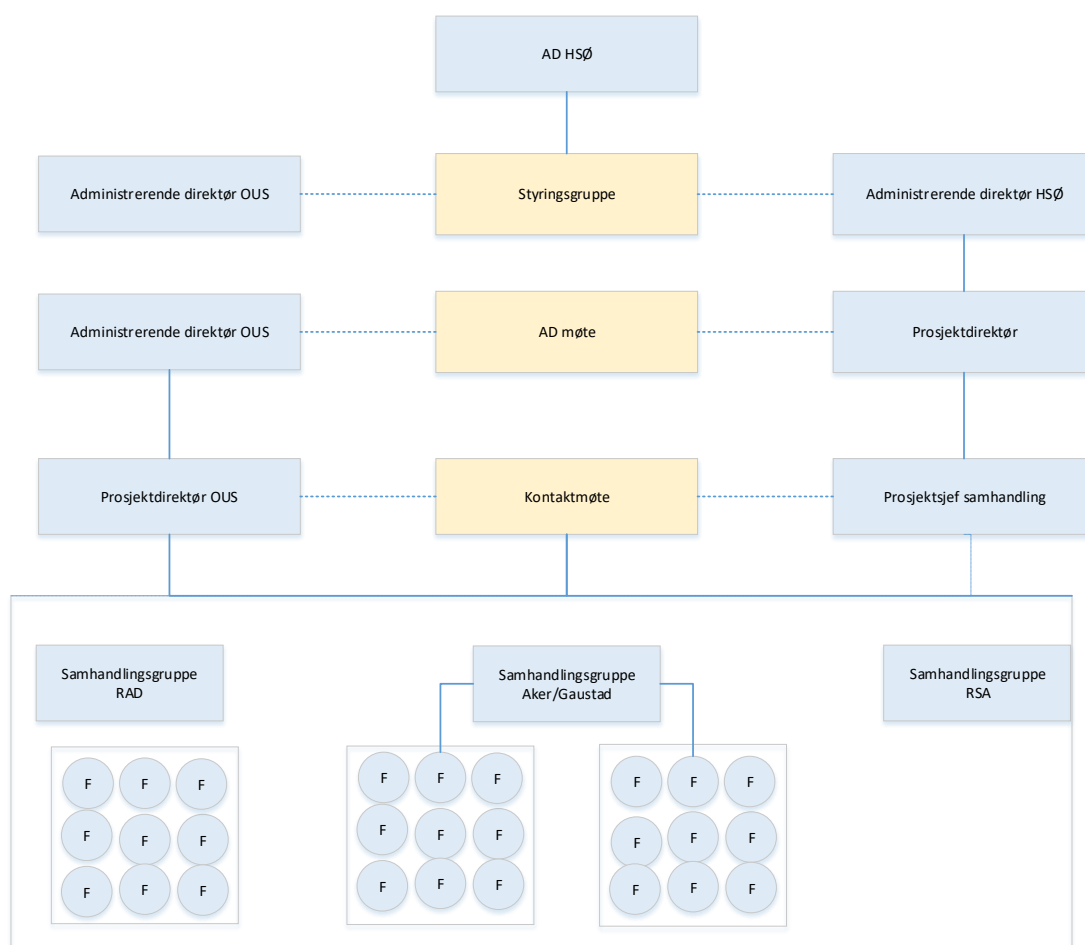 AD HSØ
Administrerende direktør OUS
Styringsgruppe
Administrerende direktør HSØ
Administrerende direktør OUS
AD møte
Prosjektdirektør
Prosjektdirektør OUS
Kontaktmøte
Prosjektsjef samhandling
Samhandlingsgruppe
RAD
Samhandlingsgruppe
Aker/Gaustad
Samhandlingsgruppe
RSA
F F F
F F F
F F F
F F F
F F F
F F F
F F F
F F F
F F F